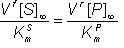 V^f[S]_∞ / K_m^S = V^r[P]_∞ / K_m^P